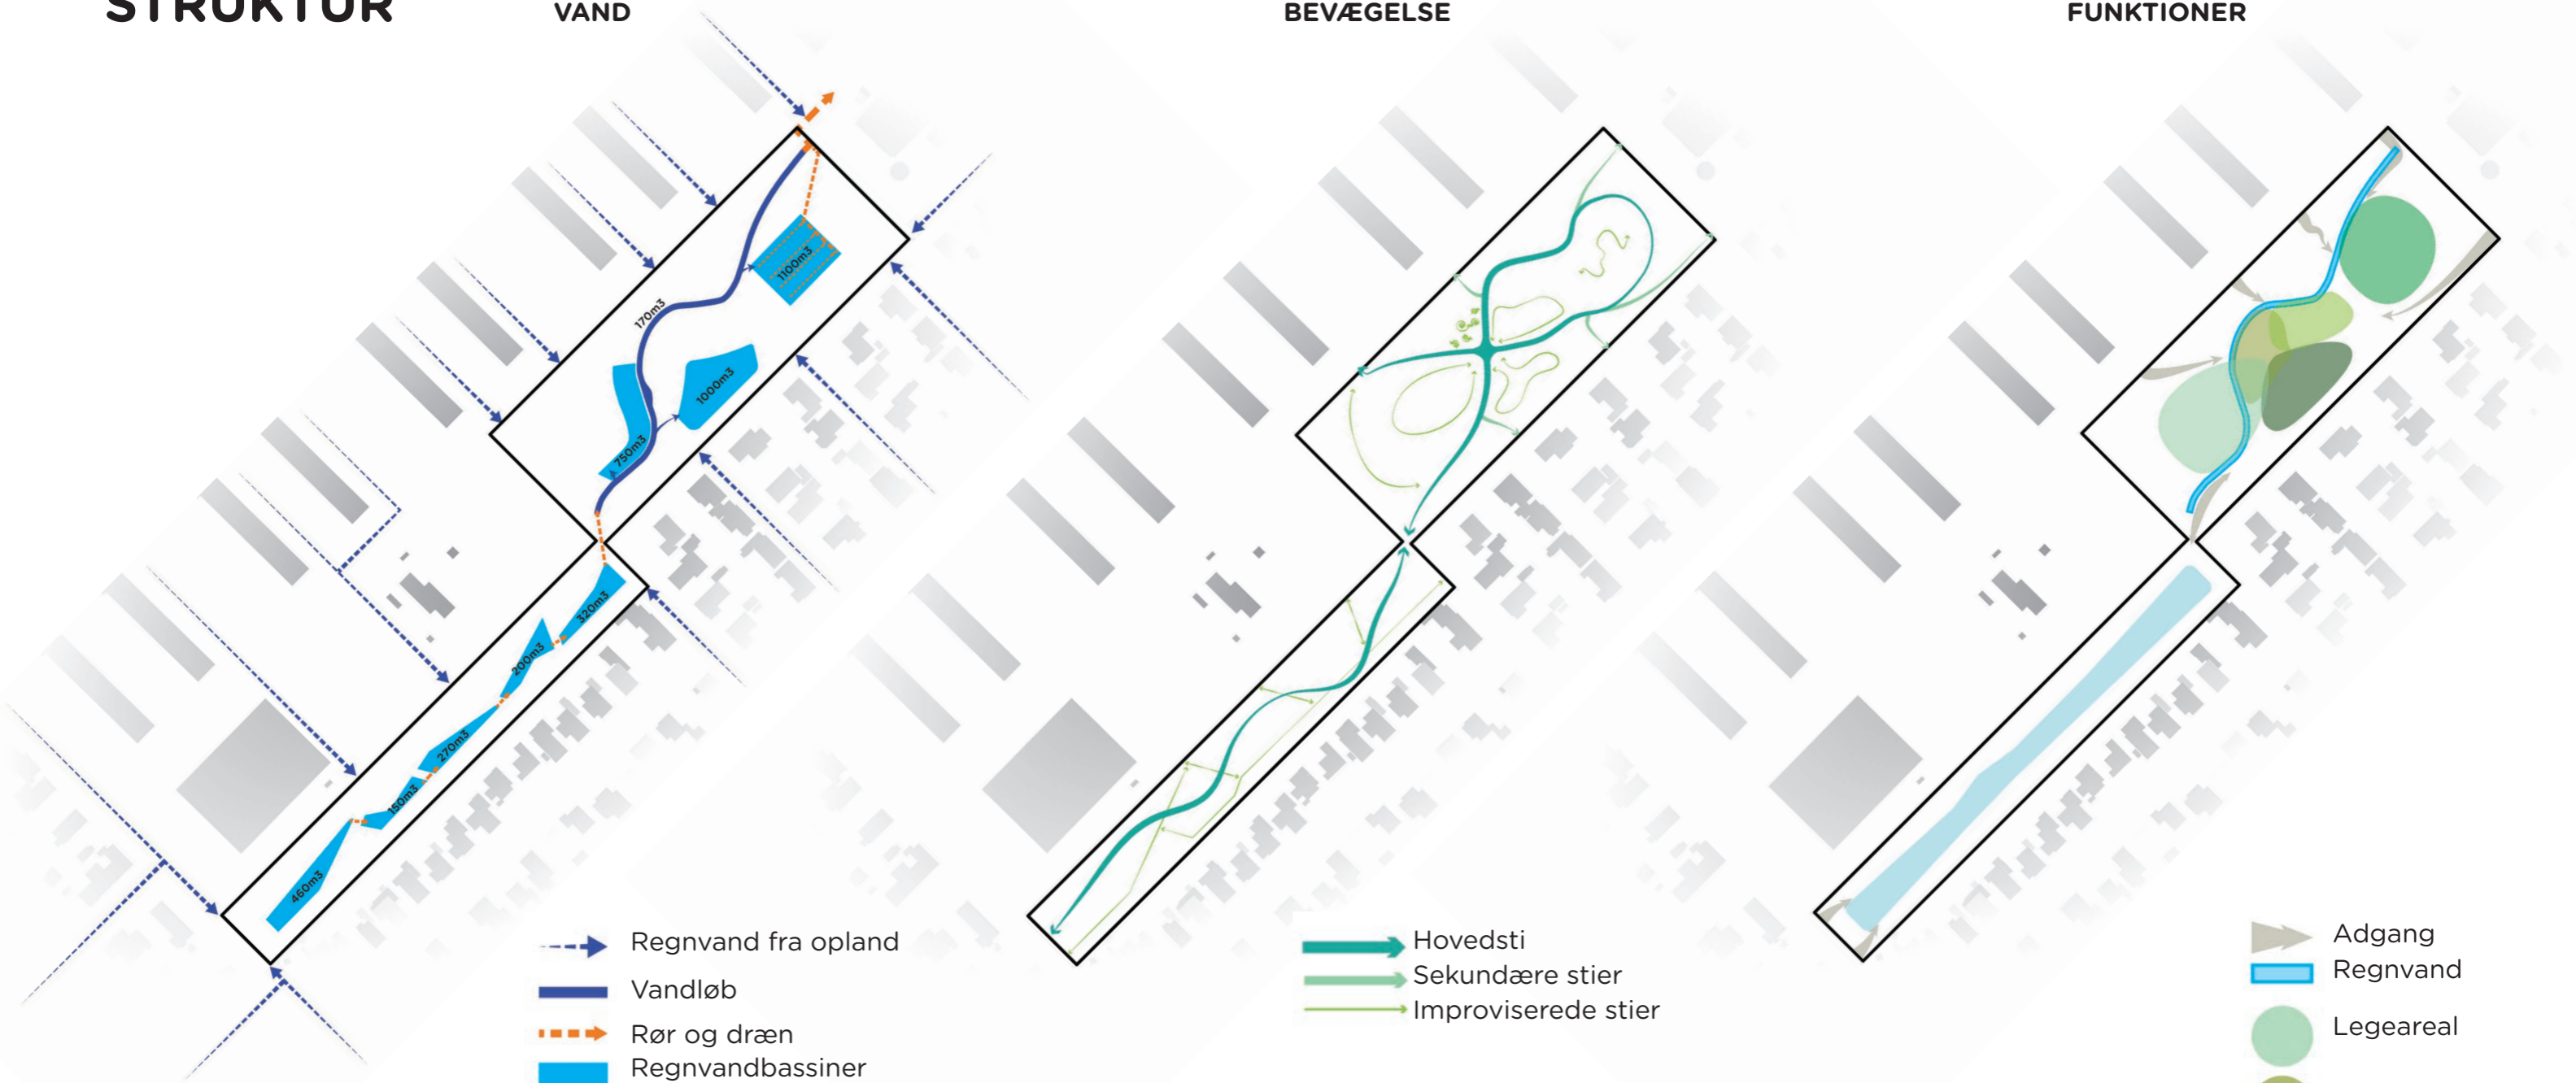 STRUKTUR
VAND
BEVÆGELSE
FUNKTIONER
1100m3
170m3
1000m3
750m3
320m3
200m3
270m3
150m3
460m3
Regnvand fra opland
Vandløb
Rør og dræn
Regnvandbassiner
Hovedsti
Sekundære stier
Improviserede stier
Adgang
Regnvand
Legeareal